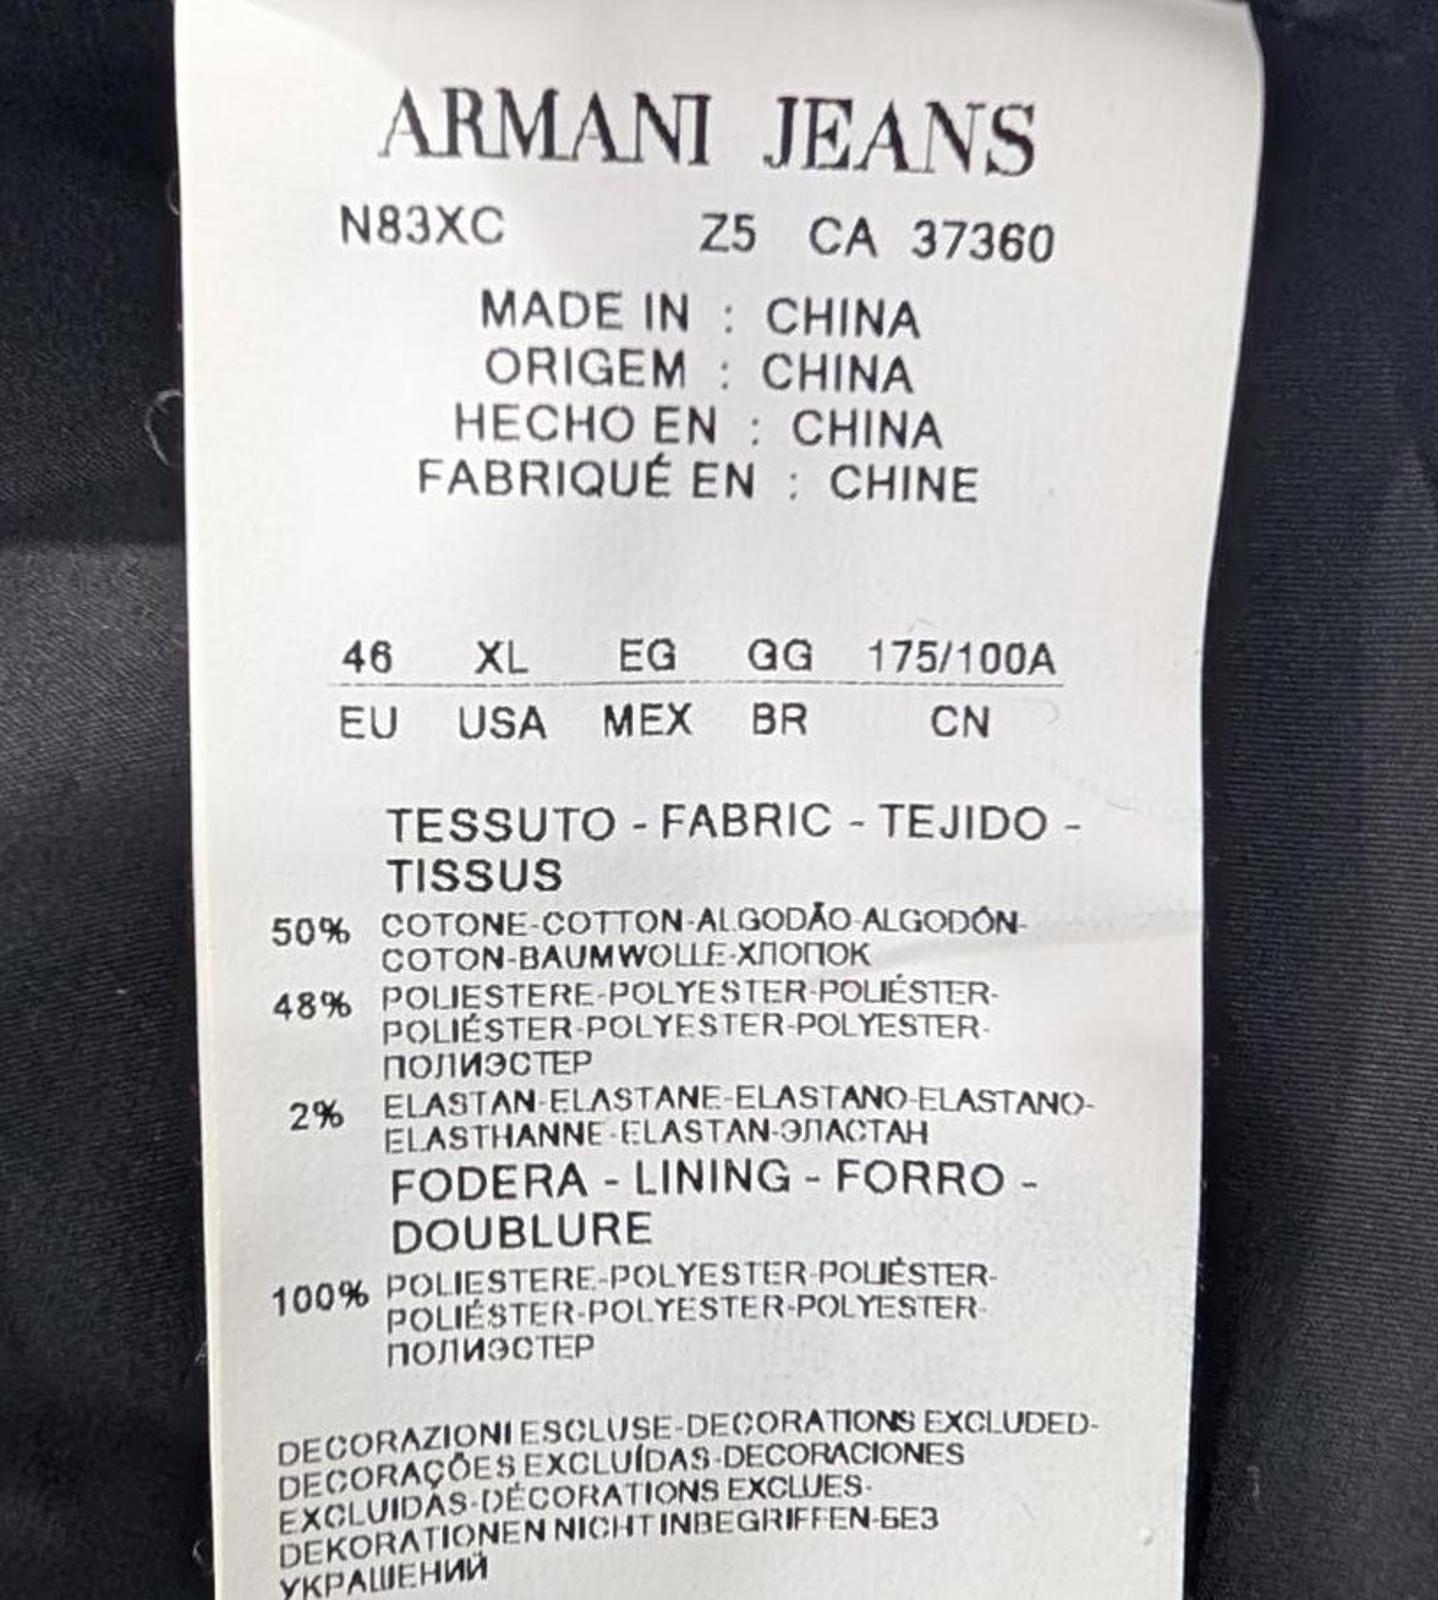 ARMANI JEANS
N83XC Z5 CA 37360
MADE IN : CHINA
ORIGEM : CHINA
HECHO EN : CHINA
FABRIQUÉ EN : CHINE
46 XL EG GG 175/100A
EU USA MEX BR CN
TESSUTO - FABRIC - TEJIDO -
TISSUS
50% COTONE-COTTON-ALGODÃO-ALGODÓN-
COTON-BAUMWOLLE-ХЛОПОК
48% POLIESTERE-POLYESTER-POLIÉSTER-
POLIÉSTER-POLYESTER-POLYESTER-
ПОЛИЭСТЕР
2% ELASTAN-ELASTANE-ELASTANO-ELASTANO-
ELASTHANNE-ELASTAN-ЭЛАСТАН
FODERA - LINING - FORRO -
DOUBLURE
100% POLIESTERE-POLYESTER-POLIÉSTER-
POLIÉSTER-POLYESTER-POLYESTER-
ПОЛИЭСТЕР
DECORAZIONI ESCLUSE-DECORATIONS EXCLUDED-
DECORAÇÕES EXCLUÍDAS-DECORACIONES
EXCLUIDAS-DÉCORATIONS EXCLUES-
DEKORATIONEN NICHT INBEGRIFFEN-БЕЗ
УКРАШЕНИЙ